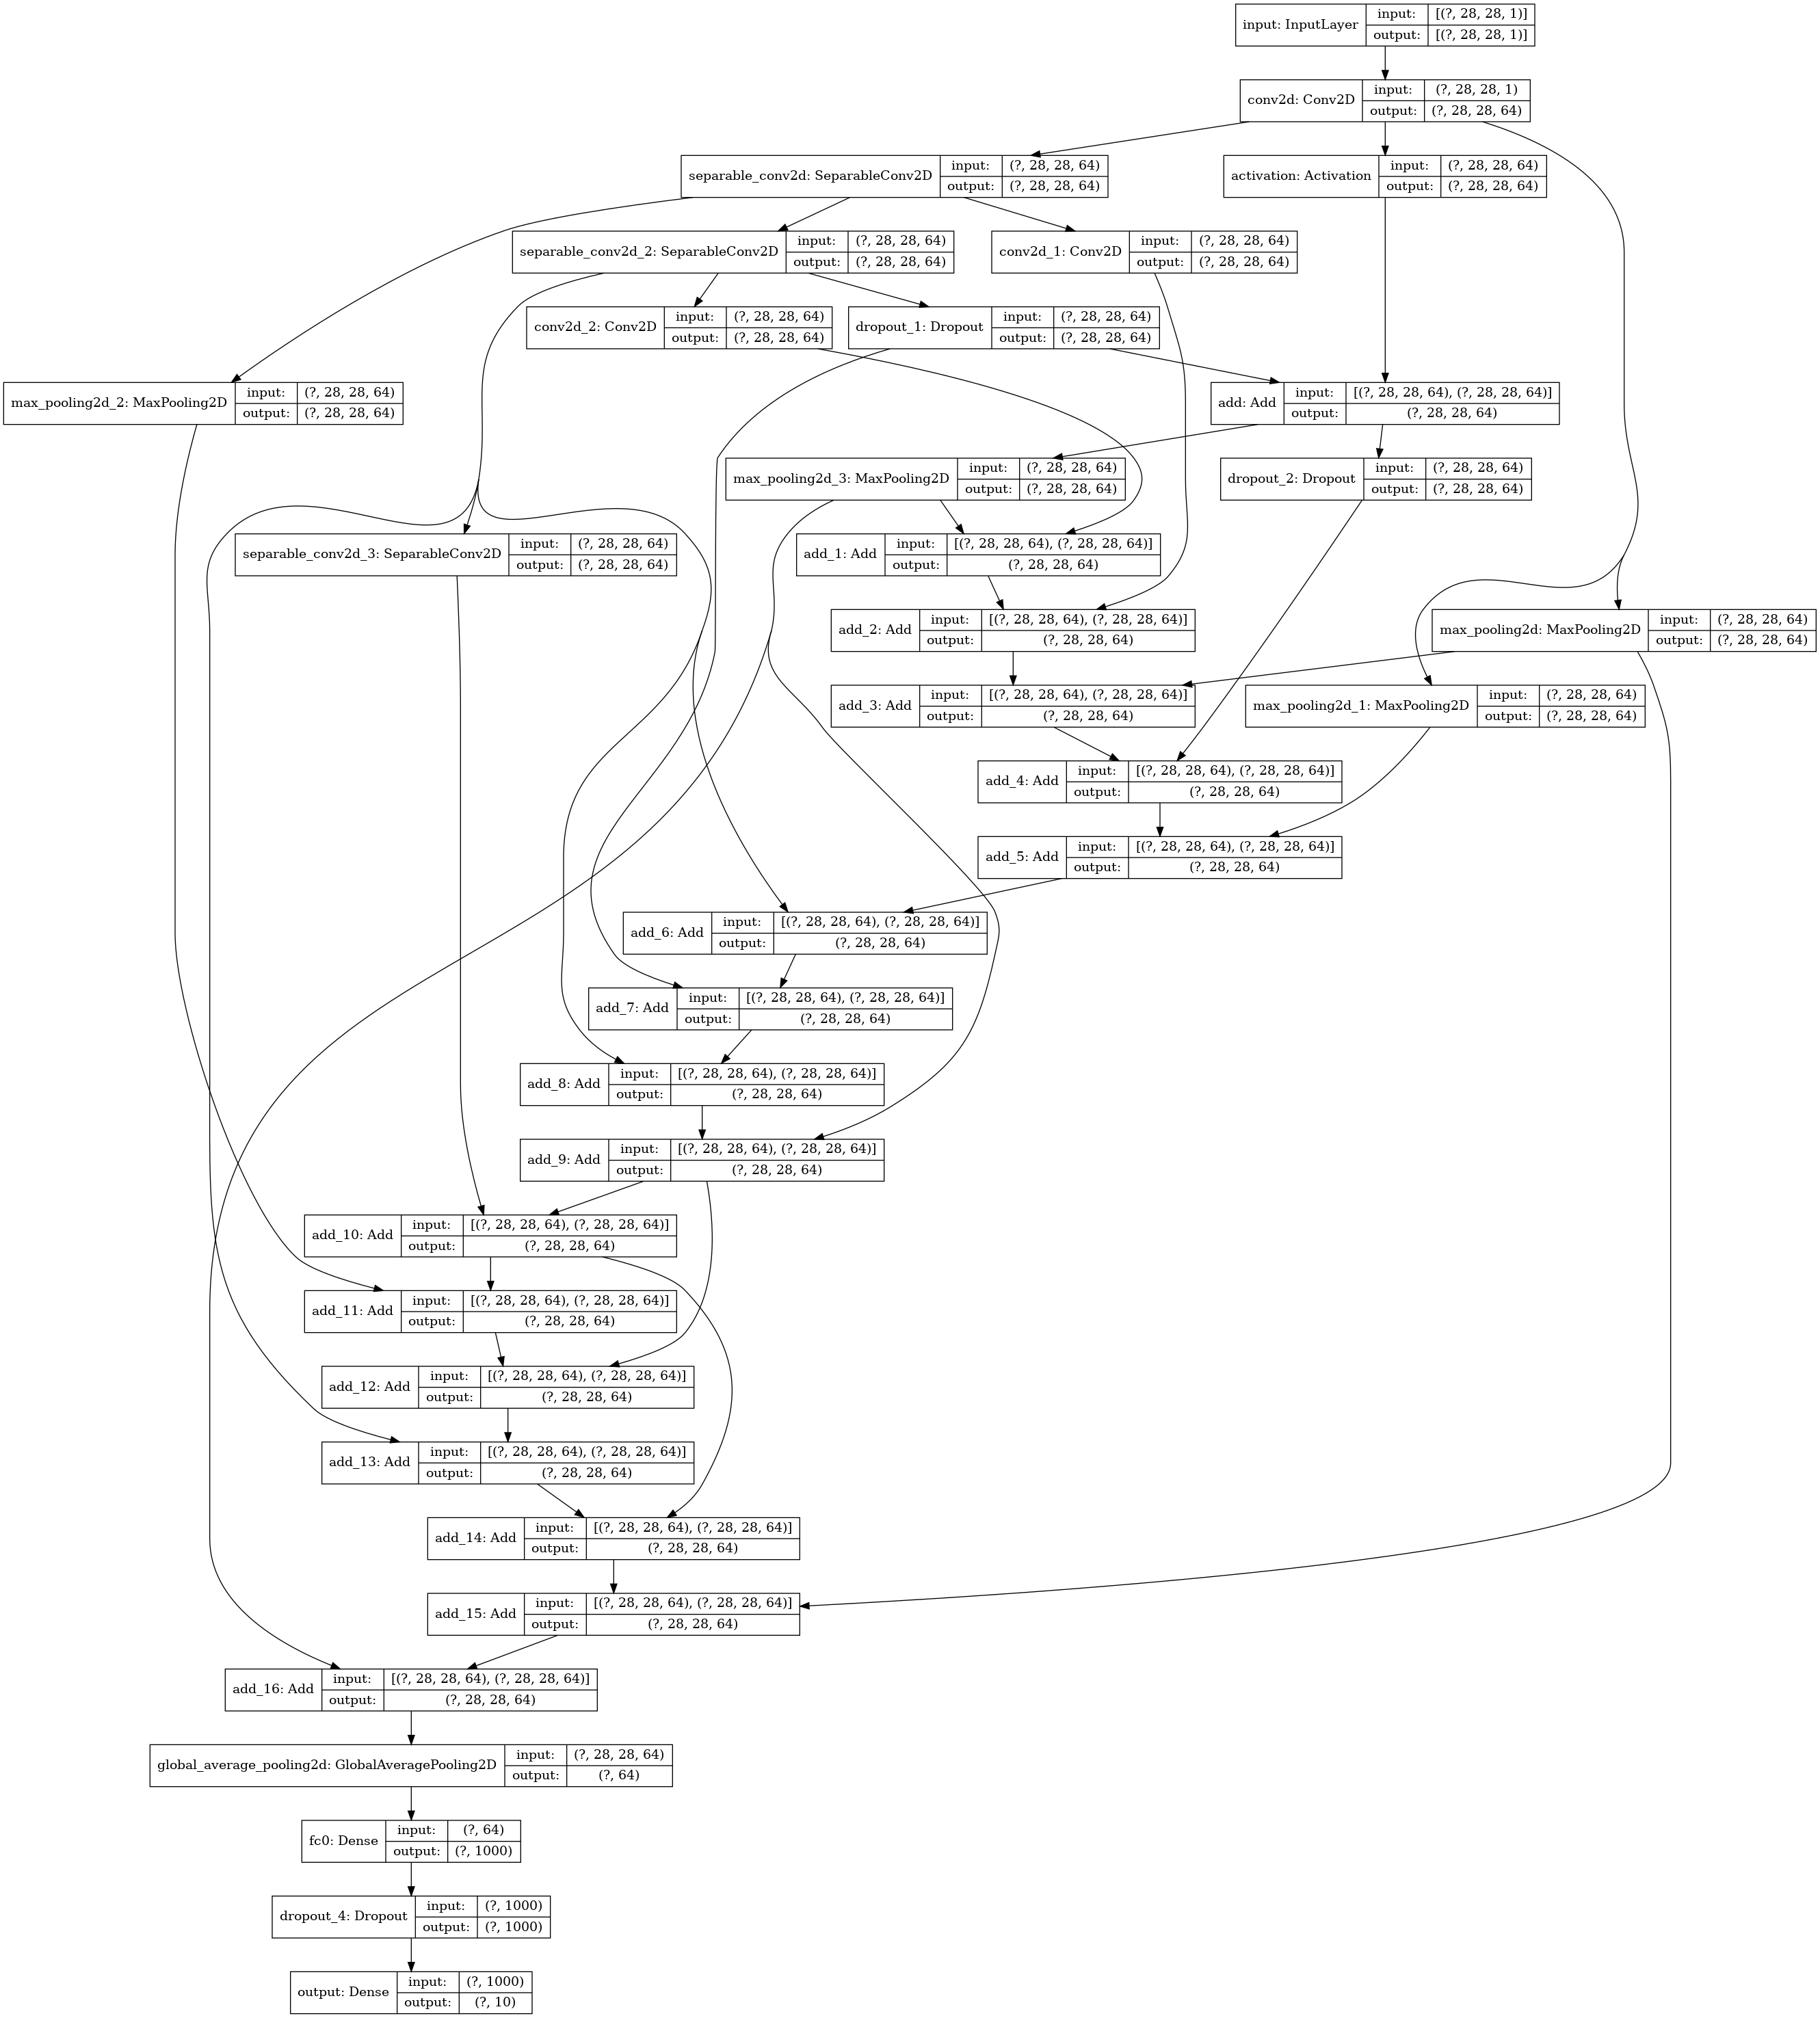 input: InputLayer
input: [(?, 28, 28, 1)]
output: [(?, 28, 28, 1)]
conv2d: Conv2D
input: (?, 28, 28, 1)
output: (?, 28, 28, 64)
separable_conv2d: SeparableConv2D
input: (?, 28, 28, 64)
output: (?, 28, 28, 64)
activation: Activation
input: (?, 28, 28, 64)
output: (?, 28, 28, 64)
separable_conv2d_2: SeparableConv2D
input: (?, 28, 28, 64)
output: (?, 28, 28, 64)
conv2d_1: Conv2D
input: (?, 28, 28, 64)
output: (?, 28, 28, 64)
conv2d_2: Conv2D
input: (?, 28, 28, 64)
output: (?, 28, 28, 64)
dropout_1: Dropout
input: (?, 28, 28, 64)
output: (?, 28, 28, 64)
max_pooling2d_2: MaxPooling2D
input: (?, 28, 28, 64)
output: (?, 28, 28, 64)
add: Add
input: [(?, 28, 28, 64), (?, 28, 28, 64)]
output: (?, 28, 28, 64)
max_pooling2d_3: MaxPooling2D
input: (?, 28, 28, 64)
output: (?, 28, 28, 64)
dropout_2: Dropout
input: (?, 28, 28, 64)
output: (?, 28, 28, 64)
separable_conv2d_3: SeparableConv2D
input: (?, 28, 28, 64)
output: (?, 28, 28, 64)
add_1: Add
input: [(?, 28, 28, 64), (?, 28, 28, 64)]
output: (?, 28, 28, 64)
add_2: Add
input: [(?, 28, 28, 64), (?, 28, 28, 64)]
output: (?, 28, 28, 64)
max_pooling2d: MaxPooling2D
input: (?, 28, 28, 64)
output: (?, 28, 28, 64)
add_3: Add
input: [(?, 28, 28, 64), (?, 28, 28, 64)]
output: (?, 28, 28, 64)
max_pooling2d_1: MaxPooling2D
input: (?, 28, 28, 64)
output: (?, 28, 28, 64)
add_4: Add
input: [(?, 28, 28, 64), (?, 28, 28, 64)]
output: (?, 28, 28, 64)
add_5: Add
input: [(?, 28, 28, 64), (?, 28, 28, 64)]
output: (?, 28, 28, 64)
add_6: Add
input: [(?, 28, 28, 64), (?, 28, 28, 64)]
output: (?, 28, 28, 64)
add_7: Add
input: [(?, 28, 28, 64), (?, 28, 28, 64)]
output: (?, 28, 28, 64)
add_8: Add
input: [(?, 28, 28, 64), (?, 28, 28, 64)]
output: (?, 28, 28, 64)
add_9: Add
input: [(?, 28, 28, 64), (?, 28, 28, 64)]
output: (?, 28, 28, 64)
add_10: Add
input: [(?, 28, 28, 64), (?, 28, 28, 64)]
output: (?, 28, 28, 64)
add_11: Add
input: [(?, 28, 28, 64), (?, 28, 28, 64)]
output: (?, 28, 28, 64)
add_12: Add
input: [(?, 28, 28, 64), (?, 28, 28, 64)]
output: (?, 28, 28, 64)
add_13: Add
input: [(?, 28, 28, 64), (?, 28, 28, 64)]
output: (?, 28, 28, 64)
add_14: Add
input: [(?, 28, 28, 64), (?, 28, 28, 64)]
output: (?, 28, 28, 64)
add_15: Add
input: [(?, 28, 28, 64), (?, 28, 28, 64)]
output: (?, 28, 28, 64)
add_16: Add
input: [(?, 28, 28, 64), (?, 28, 28, 64)]
output: (?, 28, 28, 64)
global_average_pooling2d: GlobalAveragePooling2D
input: (?, 28, 28, 64)
output: (?, 64)
fc0: Dense
input: (?, 64)
output: (?, 1000)
dropout_4: Dropout
input: (?, 1000)
output: (?, 1000)
output: Dense
input: (?, 1000)
output: (?, 10)